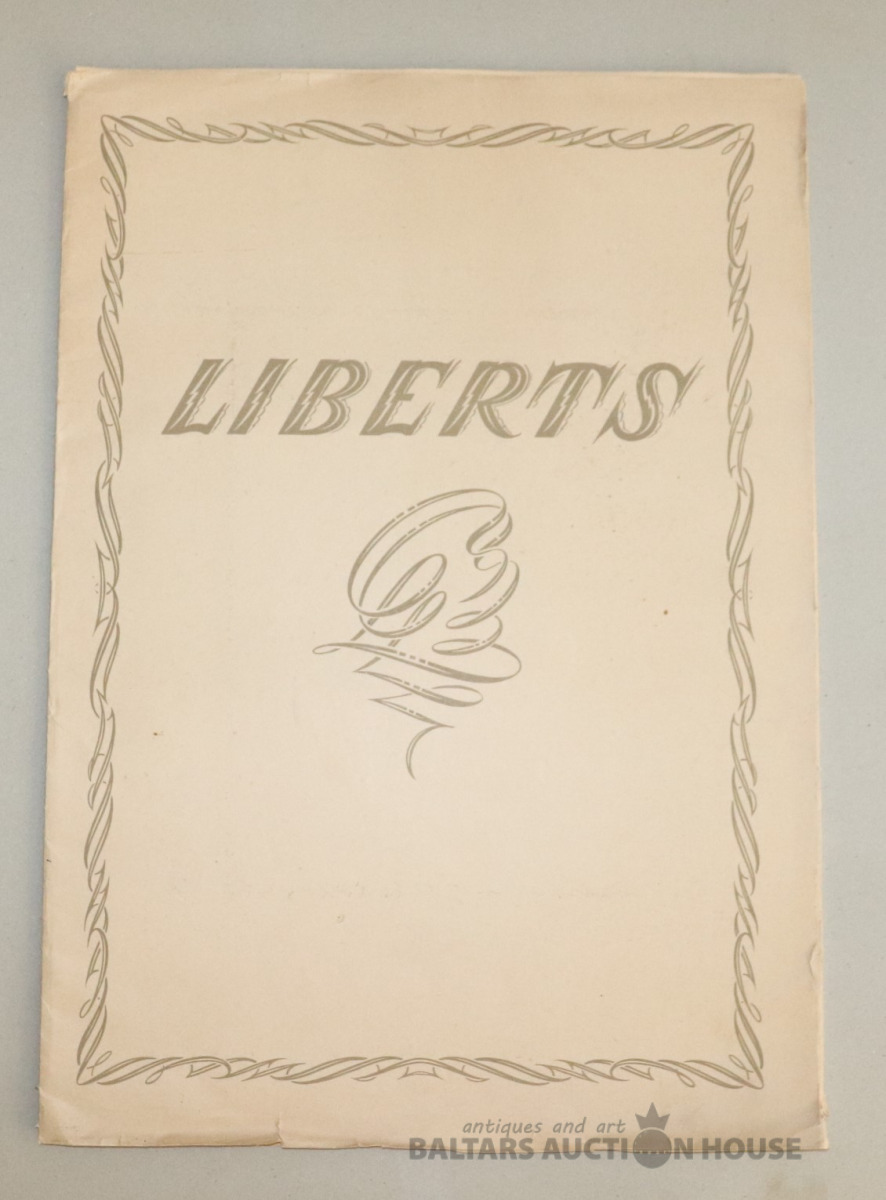 LIBERTS
antiques and art
BALTARS AUCTION HOUSE